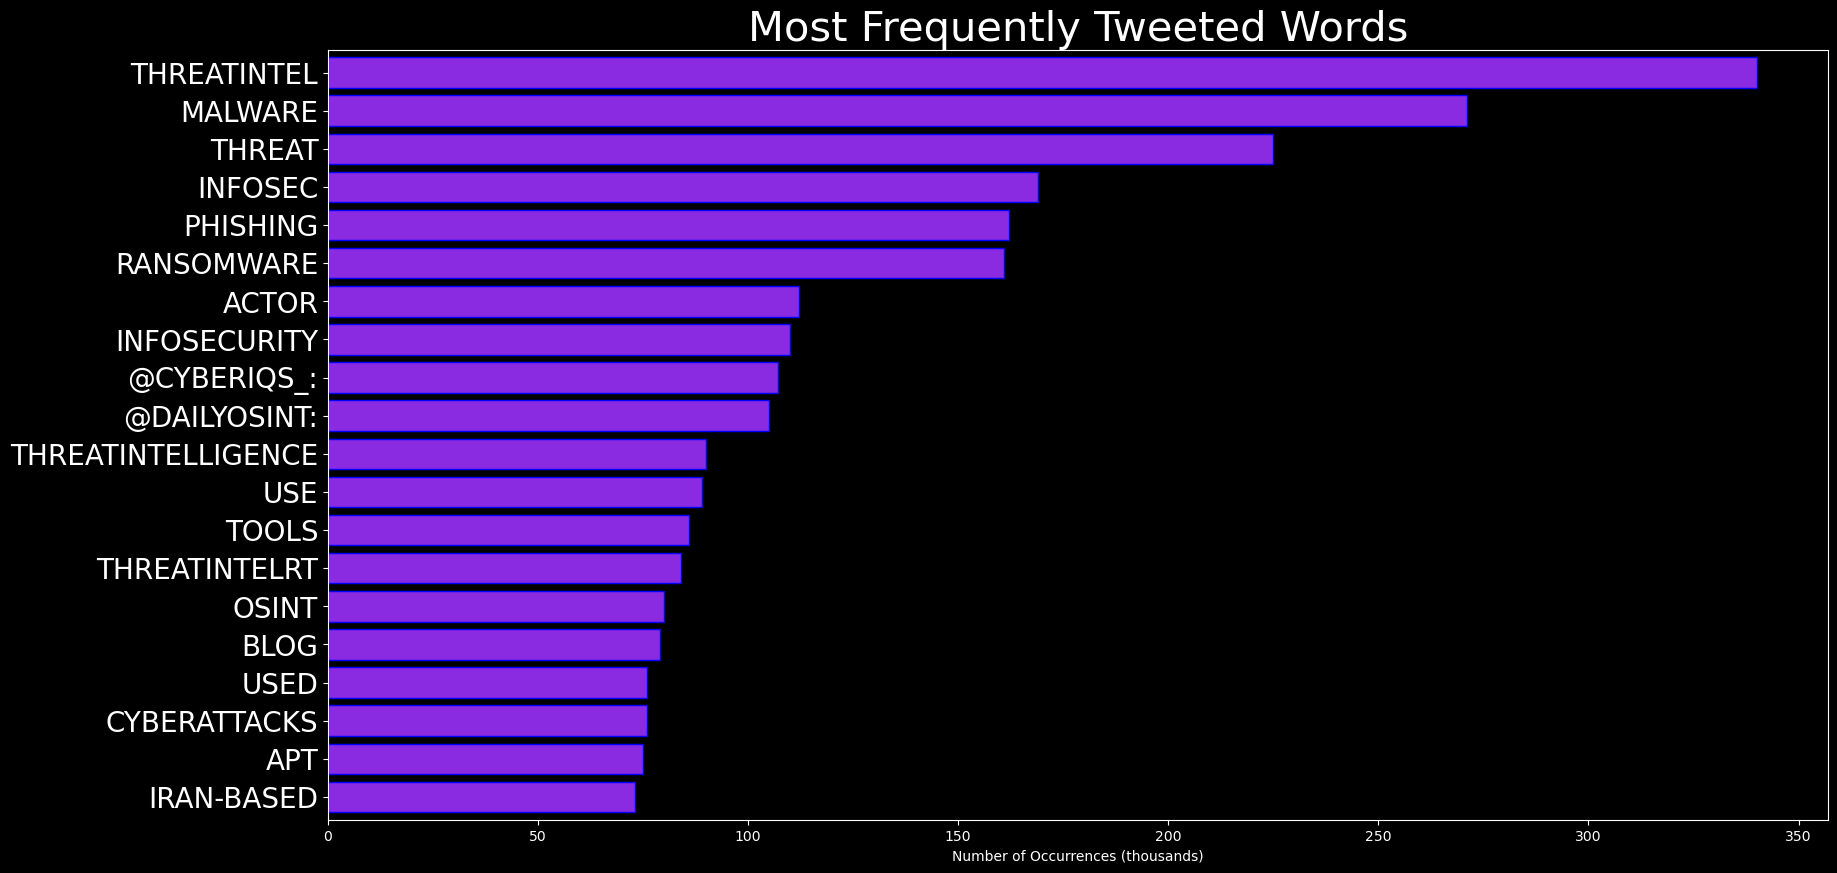 Most Frequently Tweeted Words
THREATINTEL
MALWARE
THREAT
INFOSEC
PHISHING
RANSOMWARE
ACTOR
INFOSECURITY
@CYBERIQS_:
@DAILYOSINT:
THREATINTELLIGENCE
USE
TOOLS
THREATINTELRT
OSINT
BLOG
USED
CYBERATTACKS
APT
IRAN-BASED
0 50 100 150 200 250 300 350
Number of Occurrences (thousands)